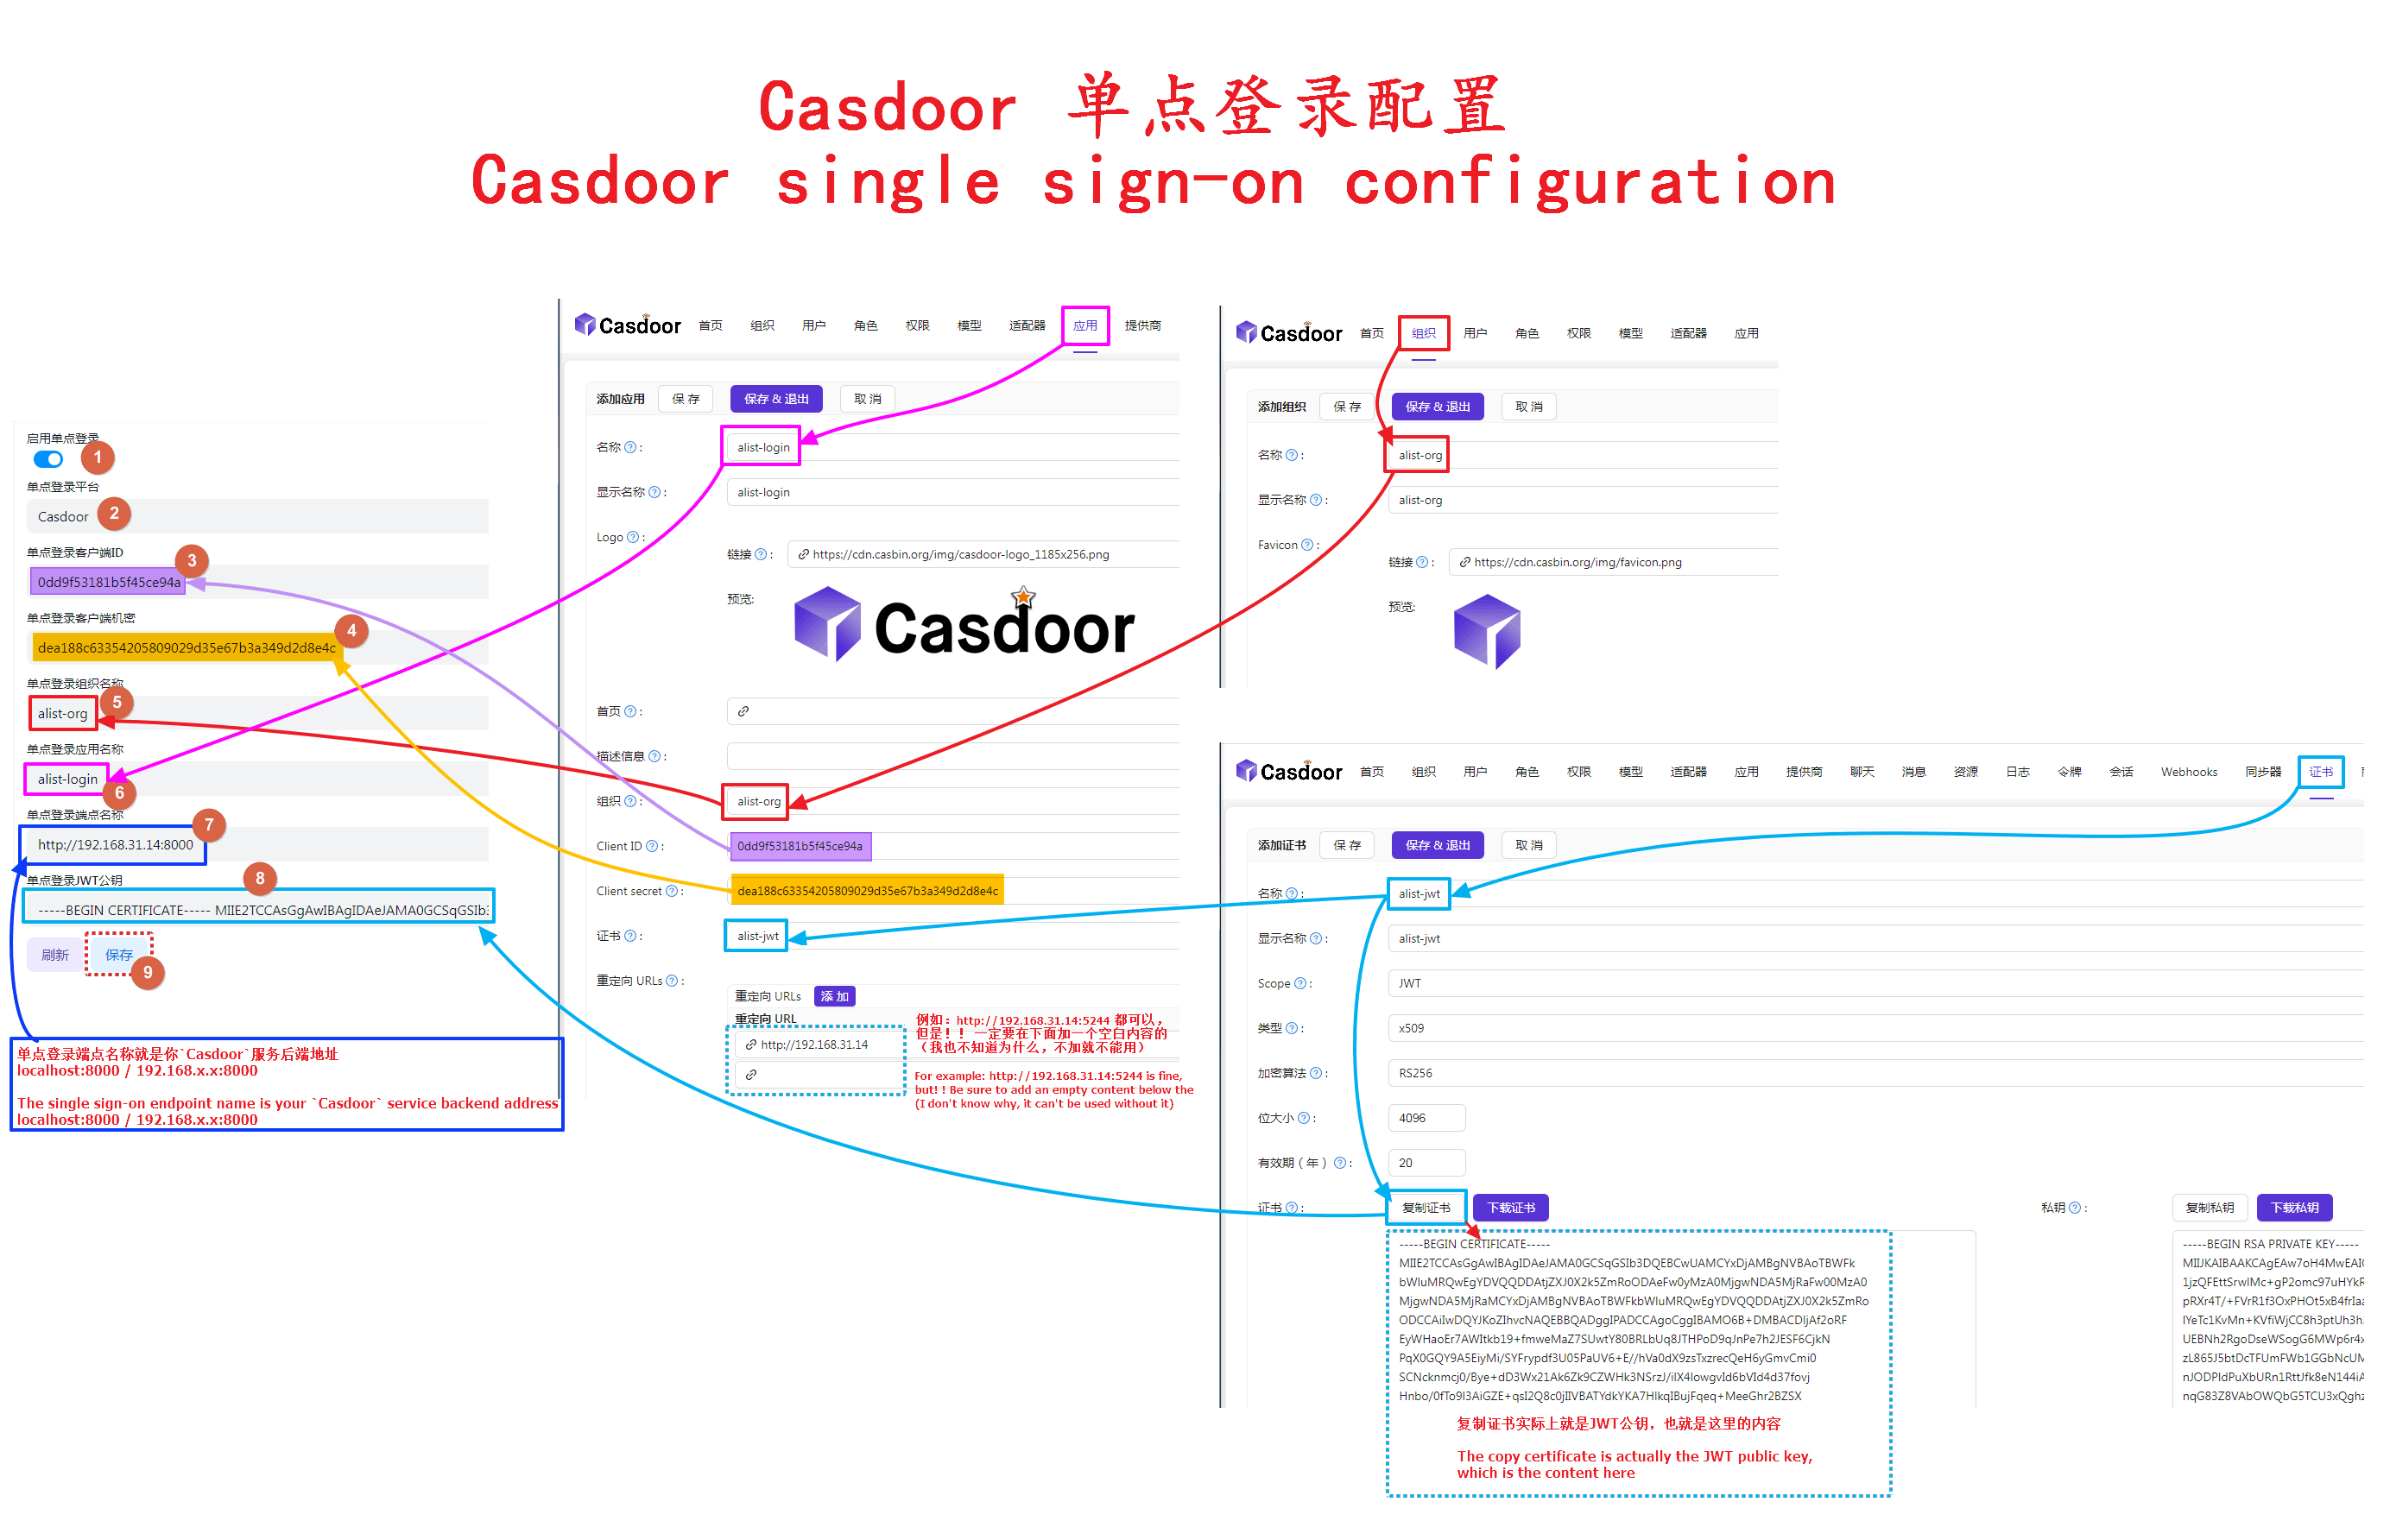 Casdoor 单点登录配置
Casdoor single sign-on configuration
启用单点登录
1
单点登录平台
Casdoor
2
单点登录客户端ID
3
0dd9f53181b5f45ce94a
单点登录客户端机密
4
dea188c63354205809029d35e67b3a349d2d8e4c
单点登录组织名称
5
alist-org
单点登录应用名称
alist-login
6
单点登录端点名称
7
http://192.168.31.14:8000
单点登录JWT公钥
8
-----BEGIN CERTIFICATE----- MIIE2TCCAsGgAwIBAgIDAeJAMA0GCSqGSIb3
刷新
保存
9
单点登录端点名称就是你`Casdoor`服务后端地址
localhost:8000 / 192.168.x.x:8000
The single sign-on endpoint name is your `Casdoor` service backend address
localhost:8000 / 192.168.x.x:8000
Casdoor 首页 组织 用户 角色 权限 模型 适配器 应用 提供商
添加应用 保 存 保存 & 退出 取 消
名称 ? : alist-login
显示名称 ? : alist-login
Logo ? :
链接 ? : https://cdn.casbin.org/img/casdoor-logo_1185x256.png
预览:
Casdoor
首页 ? :
描述信息 ? :
组织 ? : alist-org
Client ID ? : 0dd9f53181b5f45ce94a
Client secret ? : dea188c63354205809029d35e67b3a349d2d8e4c
证书 ? : alist-jwt
重定向 URLs ? :
重定向 URLs 添 加
重定向 URL
http://192.168.31.14
例如：http://192.168.31.14:5244 都可以，
但是！！ 一定要在下面加一个空白内容的
（我也不知道为什么，不加就不能用）
For example: http://192.168.31.14:5244 is fine,
but! ! Be sure to add an empty content below the
(I don't know why, it can't be used without it)
Casdoor 首页 组织 用户 角色 权限 模型 适配器 应用
添加组织 保 存 保存 & 退出 取 消
名称 ? : alist-org
显示名称 ? : alist-org
Favicon ? :
链接 ? : https://cdn.casbin.org/img/favicon.png
预览:
Casdoor 首页 组织 用户 角色 权限 模型 适配器 应用 提供商 聊天 消息 资源 日志 令牌 会话 Webhooks 同步器 证书
添加证书 保 存 保存 & 退出 取 消
名称 ? : alist-jwt
显示名称 ? : alist-jwt
Scope ? : JWT
类型 ? : x509
加密算法 ? : RS256
位大小 ? : 4096
有效期（年） ? : 20
证书 ? : 复制证书 下载证书
-----BEGIN CERTIFICATE-----
MIIE2TCCAsGgAwIBAgIDAeJAMA0GCSqGSIb3DQEBCwUAMCYxDjAMBgNVBAoTBWFk
bWluMRQwEgYDVQQDDAtjZXJ0X2k5ZmRoODAeFw0yMzA0MjgwNDA5MjRaFw00MzA0
MjgwNDA5MjRaMCYxDjAMBgNVBAoTBWFkbWluMRQwEgYDVQQDDAtjZXJ0X2k5ZmRo
ODCCAiIwDQYJKoZIhvcNAQEBBQADggIPADCCAgoCggIBAMO6B+DMBACDIjAf2oRF
EyWHaoEr7AWItkb19+fmweMaZ7SUwtY80BRLbUq8JTHPoD9qJnPe7h2JESF6CjkN
PqX0GQY9A5EiyMi/SYFrypdf3U05PaUV6+E//hVa0dX9zsTxzrecQeH6yGmvCmi0
SCNcknmcj0/Bye+dD3Wx21Ak6Zk9CZWHk3NSrzJ/ilX4lowgvId6bVId4d37fovj
Hnbo/0fTo9I3AiGZE+qsI2Q8c0jIIVBATYdkYKA7HIkqIBujFqeq+MeeGhr2BZSX
复制证书实际上就是JWT公钥，也就是这里的内容
The copy certificate is actually the JWT public key,
which is the content here
私钥 ? : 复制私钥 下载私钥
-----BEGIN RSA PRIVATE KEY-----
MIIJKAIBAAKCAgEAw7oH4MwEAI
1jzQFEttSrwlMc+gP2omc97uHYkR
pRXr4T/+FVrR1f3OxPHOt5xB4frIaa
IYeTc1KvMn+KVfiWjCC8h3ptUh3h
UEBNh2RgoDseWSogG6MWp6r4x
zL865J5btDcTFUmFWb1GGbNcUM
nJODPIdPuXbURn1RttJfk8eN144iA
nqG83Z8VAbOWQbG5TCU3xQghz